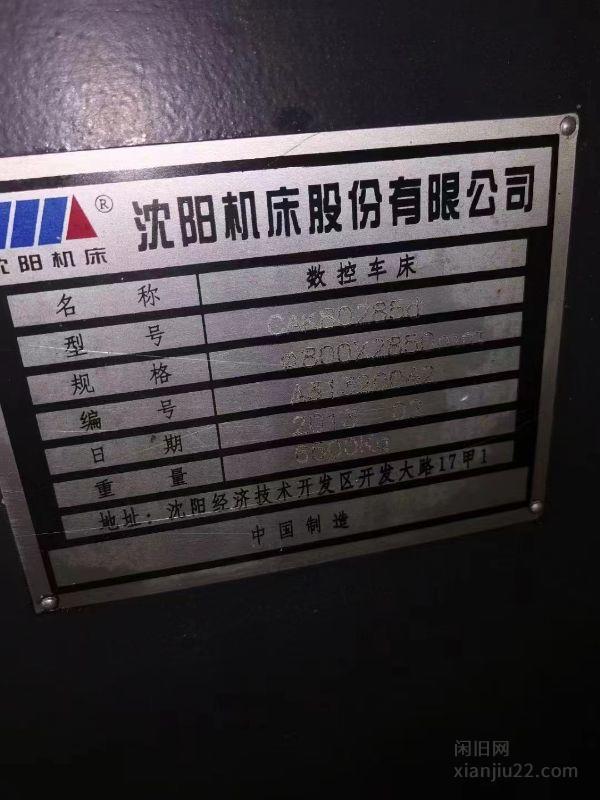 ® 沈阳机床股份有限公司
沈阳机床
名称 数控车床
型号 CAK80285d
规格 Φ800X2850mm
编号
日期
重量
地址：沈阳经济技术开发区开发大路17甲1
中国制造
闲旧网
xianjiu22.com